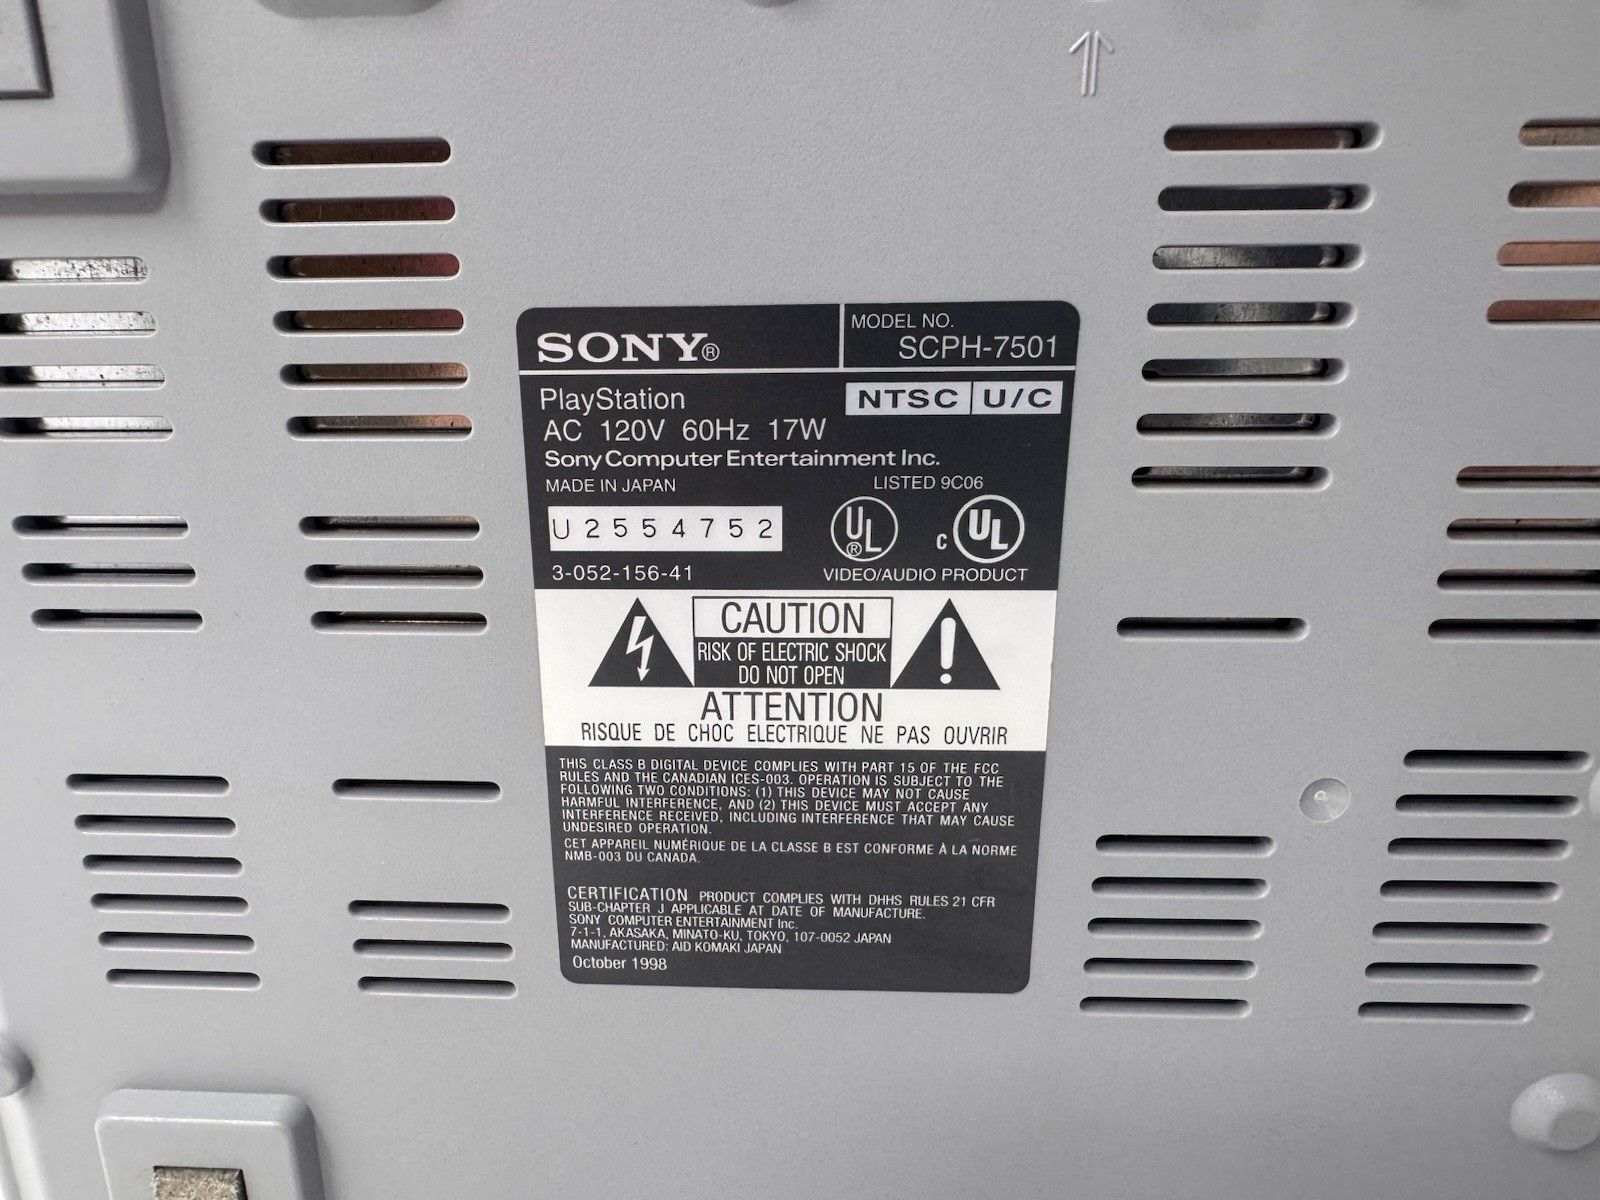 SONY®
MODEL NO.
SCPH-7501
PlayStation
NTSC U/C
AC 120V 60Hz 17W
Sony Computer Entertainment Inc.
MADE IN JAPAN
LISTED 9C06
U2554752
UL® c UL
3-052-156-41
VIDEO/AUDIO PRODUCT
CAUTION
RISK OF ELECTRIC SHOCK
DO NOT OPEN
ATTENTION
RISQUE DE CHOC ELECTRIQUE NE PAS OUVRIR
THIS CLASS B DIGITAL DEVICE COMPLIES WITH PART 15 OF THE FCC
RULES AND THE CANADIAN ICES-003. OPERATION IS SUBJECT TO THE
FOLLOWING TWO CONDITIONS: (1) THIS DEVICE MAY NOT CAUSE
HARMFUL INTERFERENCE, AND (2) THIS DEVICE MUST ACCEPT ANY
INTERFERENCE RECEIVED, INCLUDING INTERFERENCE THAT MAY CAUSE
UNDESIRED OPERATION.
CET APPAREIL NUMÉRIQUE DE LA CLASSE B EST CONFORME À LA NORME
NMB-003 DU CANADA.
CERTIFICATION PRODUCT COMPLIES WITH DHHS RULES 21 CFR
SUB-CHAPTER J APPLICABLE AT DATE OF MANUFACTURE.
SONY COMPUTER ENTERTAINMENT Inc.
7-1-1, AKASAKA, MINATO-KU, TOKYO, 107-0052 JAPAN
MANUFACTURED: AID KOMAKI JAPAN
October 1998